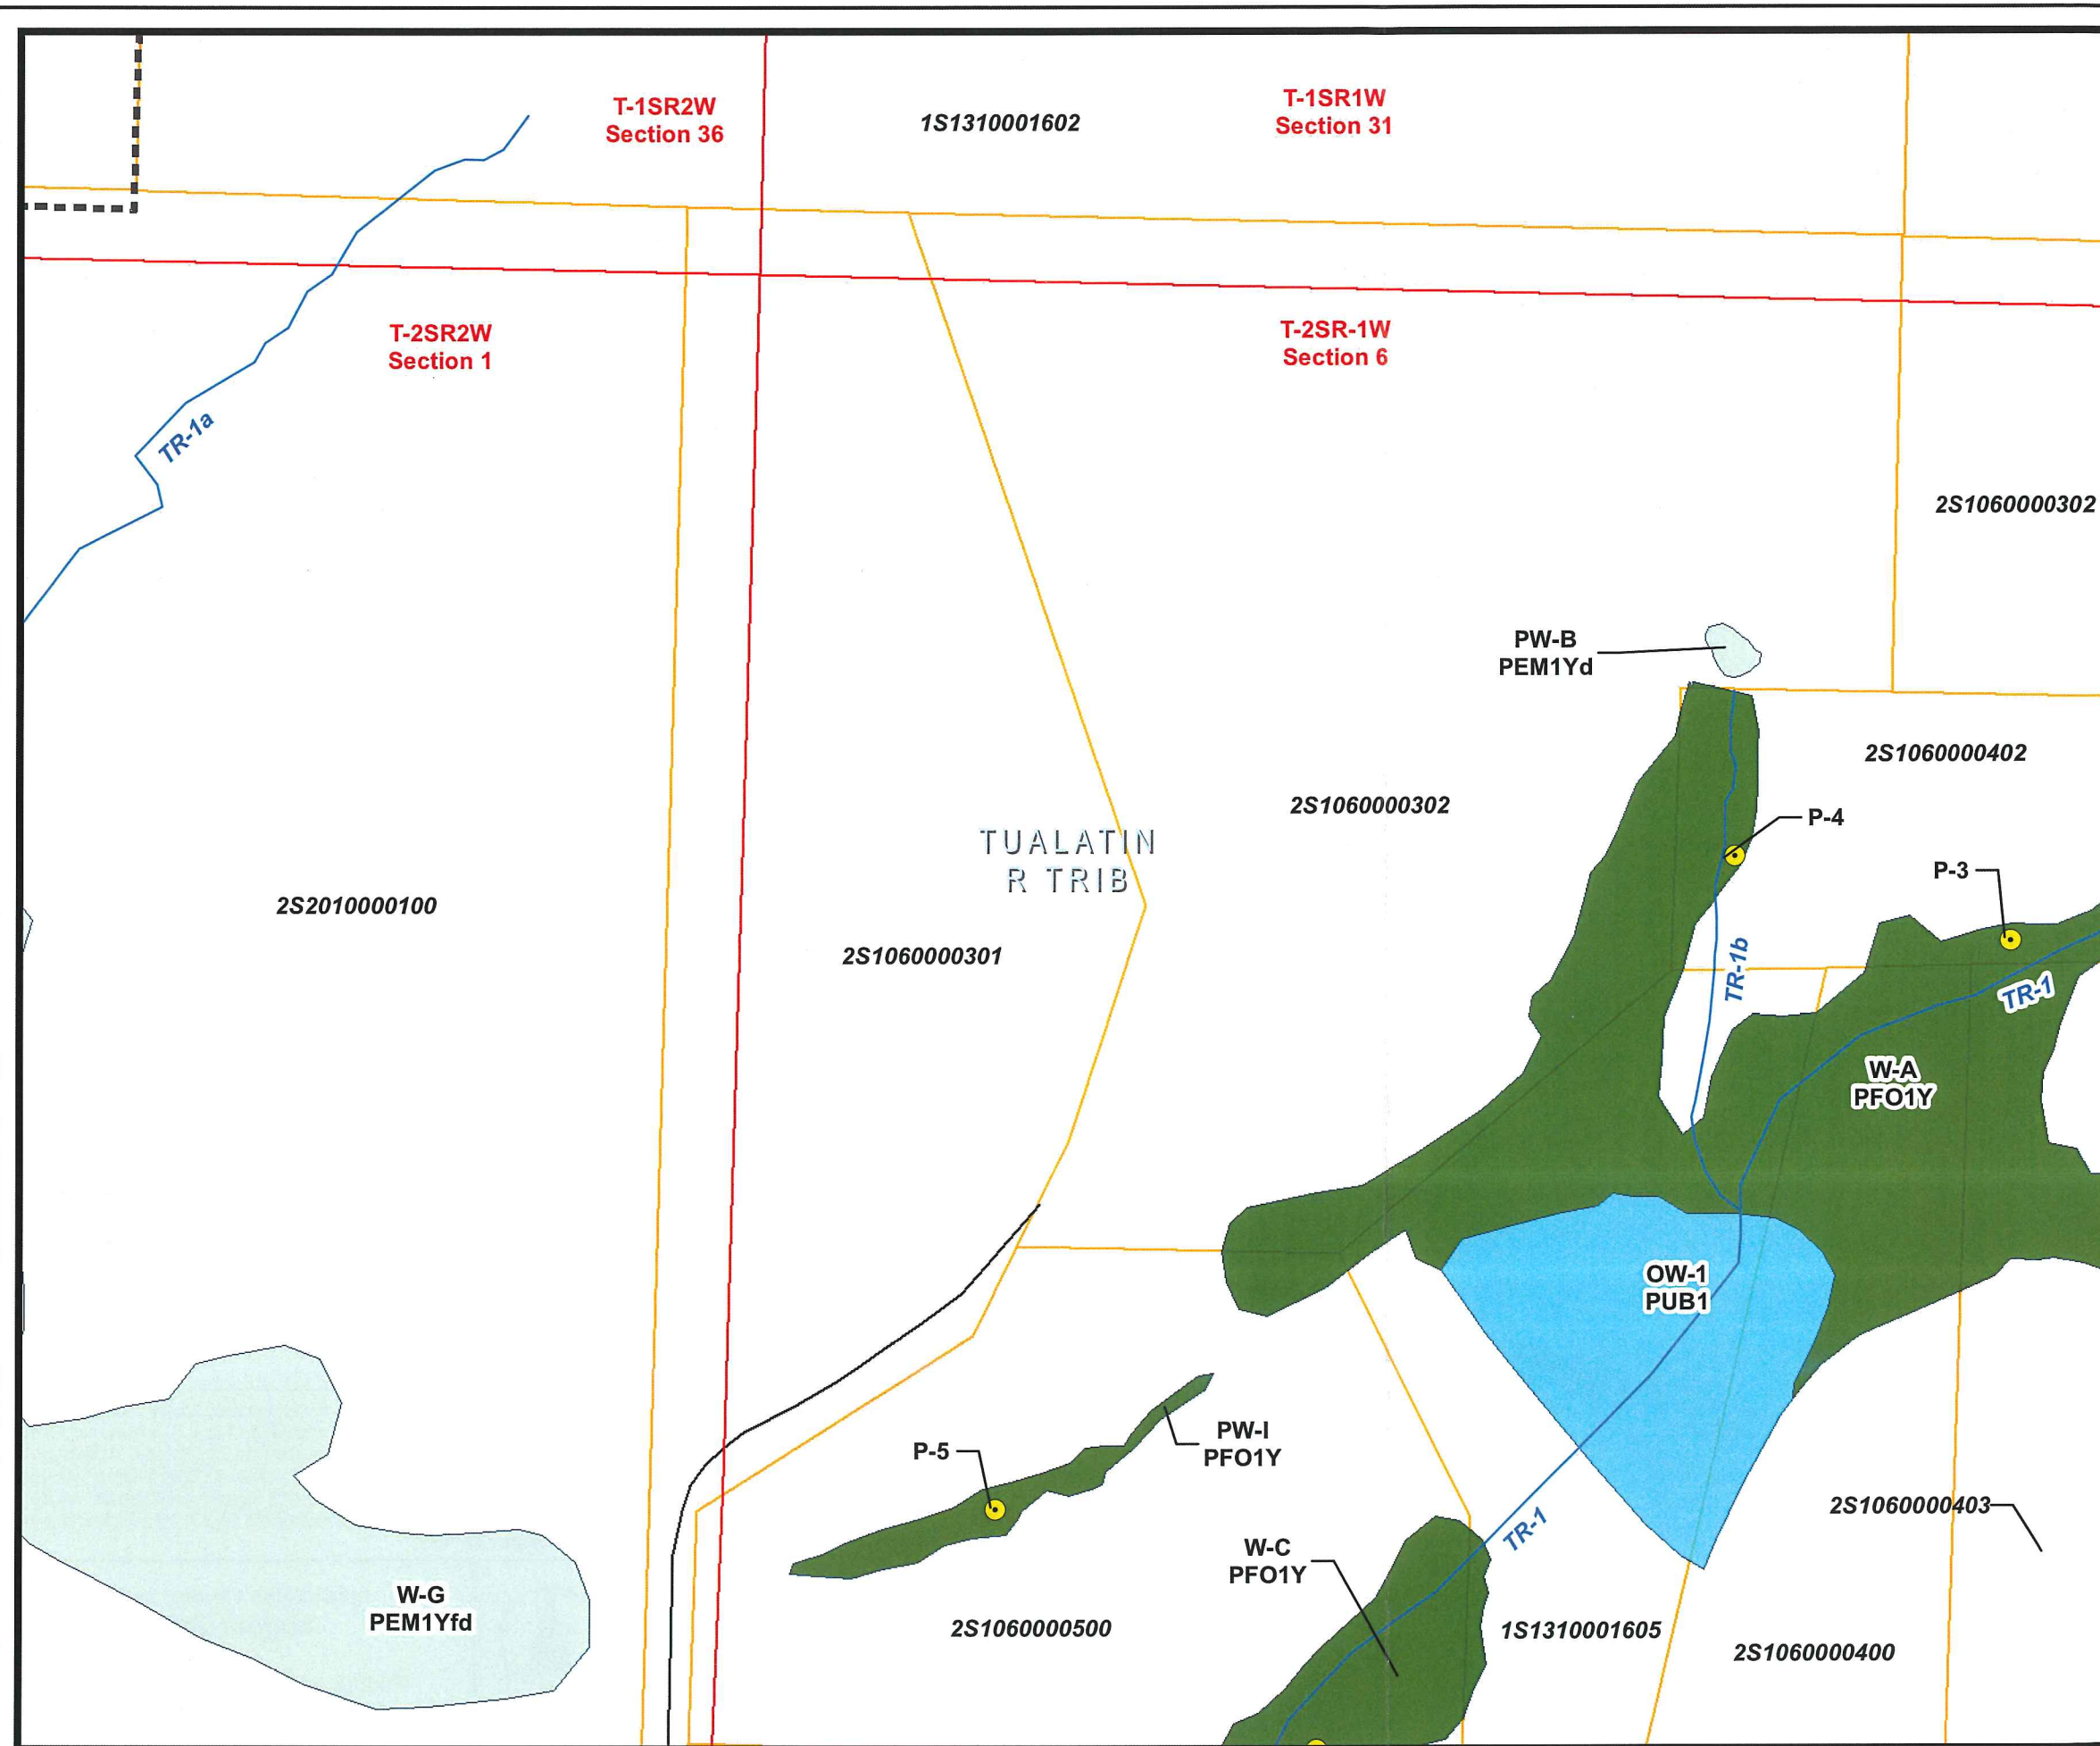 T-1SR2W
Section 36
1S1310001602
T-1SR1W
Section 31
T-2SR2W
Section 1
T-2SR-1W
Section 6
TR-1a
2S1060000302
PW-B
PEM1Yd
2S1060000402
2S1060000302
P-4
TUALATIN
R TRIB
P-3
2S2010000100
2S1060000301
TR-1b
TR-1
W-A
PFO1Y
OW-1
PUB1
PW-I
PFO1Y
P-5
2S1060000403
TR-1
W-C
PFO1Y
W-G
PEM1Yfd
2S1060000500
1S1310001605
2S1060000400